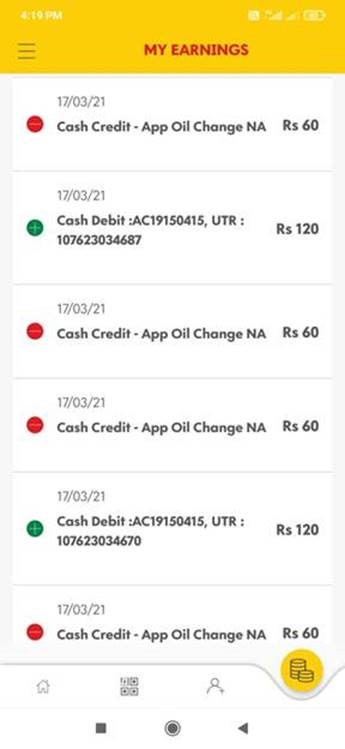 4:19 PM
MY EARNINGS
17/03/21
Cash Credit - App Oil Change NA Rs 60
17/03/21
Cash Debit :AC19150415, UTR :
107623034687 Rs 120
17/03/21
Cash Credit - App Oil Change NA Rs 60
17/03/21
Cash Credit - App Oil Change NA Rs 60
17/03/21
Cash Debit :AC19150415, UTR :
107623034670 Rs 120
17/03/21
Cash Credit - App Oil Change NA Rs 60